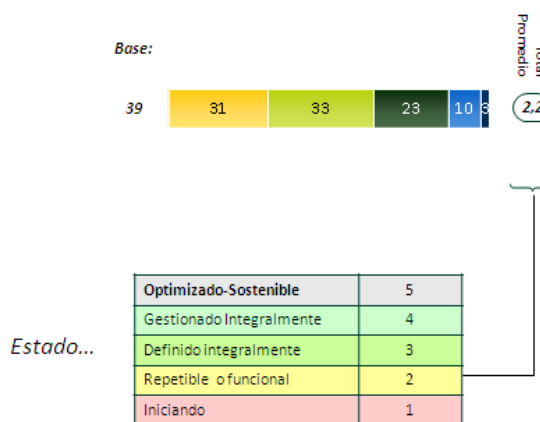 Promedio
Total
Base:
39 31 33 23 10 3
2,2
Optimizado-Sostenible 5
Gestionado Integralmente 4
Estado...
Definido integralmente 3
Repetible o funcional 2
Iniciando 1